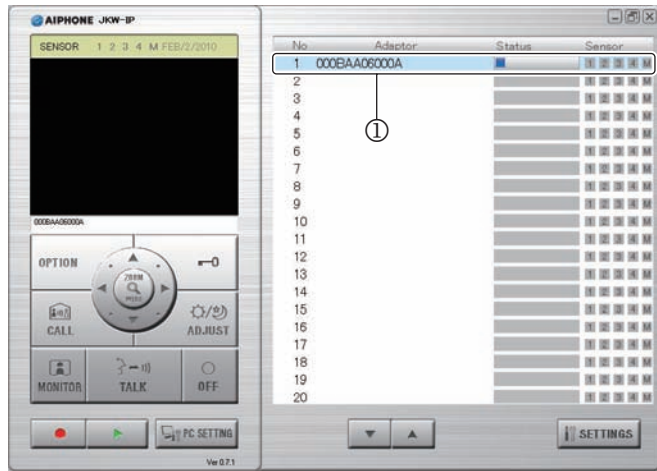 AIPHONE JKW-IP
SENSOR 1 2 3 4 M FEB/2/2010
000BAA06000A
OPTION
ZOOM
WIDE
CALL
ADJUST
MONITOR
TALK
OFF
PC SETTING
Ver 0.7.1
No Adaptor Status Sensor
1 000BAA06000A 1 2 3 4 M
①
2 1 2 3 4 M
3 1 2 3 4 M
4 1 2 3 4 M
5 1 2 3 4 M
6 1 2 3 4 M
7 1 2 3 4 M
8 1 2 3 4 M
9 1 2 3 4 M
10 1 2 3 4 M
11 1 2 3 4 M
12 1 2 3 4 M
13 1 2 3 4 M
14 1 2 3 4 M
15 1 2 3 4 M
16 1 2 3 4 M
17 1 2 3 4 M
18 1 2 3 4 M
19 1 2 3 4 M
20 1 2 3 4 M
SETTINGS